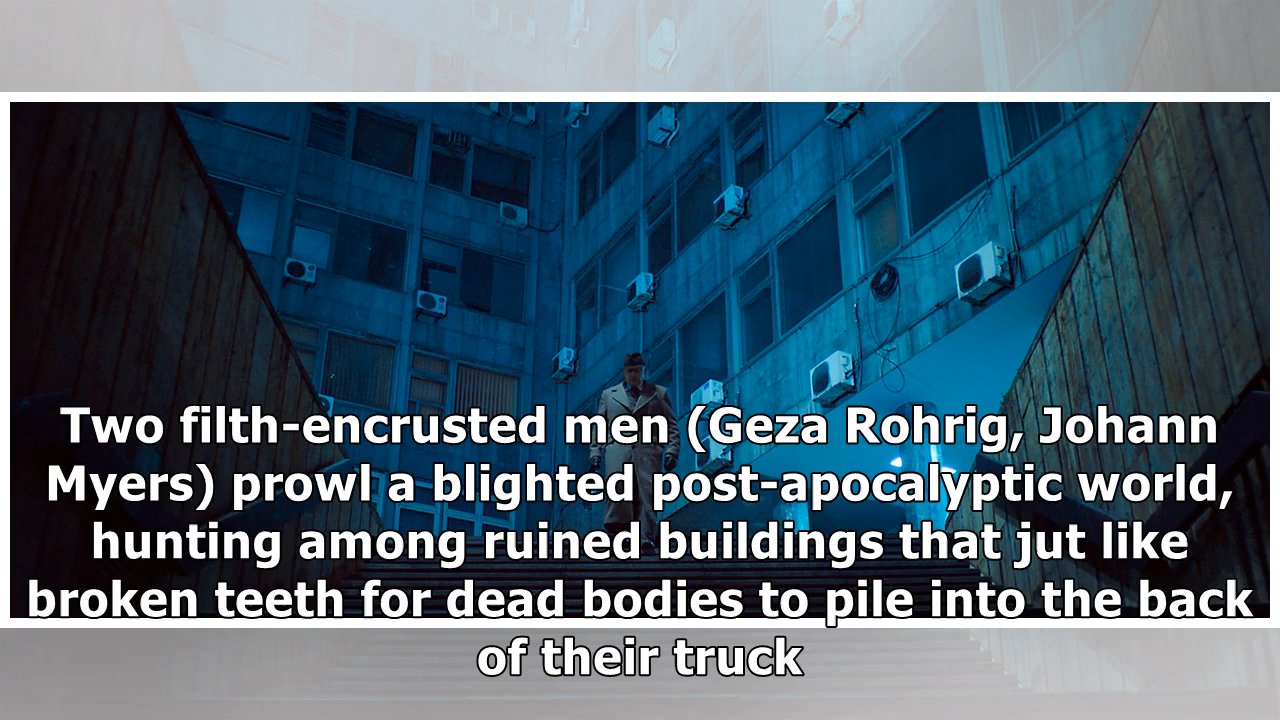 Two filth-encrusted men (Geza Rohrig, Johann
Myers) prowl a blighted post-apocalyptic world,
hunting among ruined buildings that jut like
broken teeth for dead bodies to pile into the back
of their truck